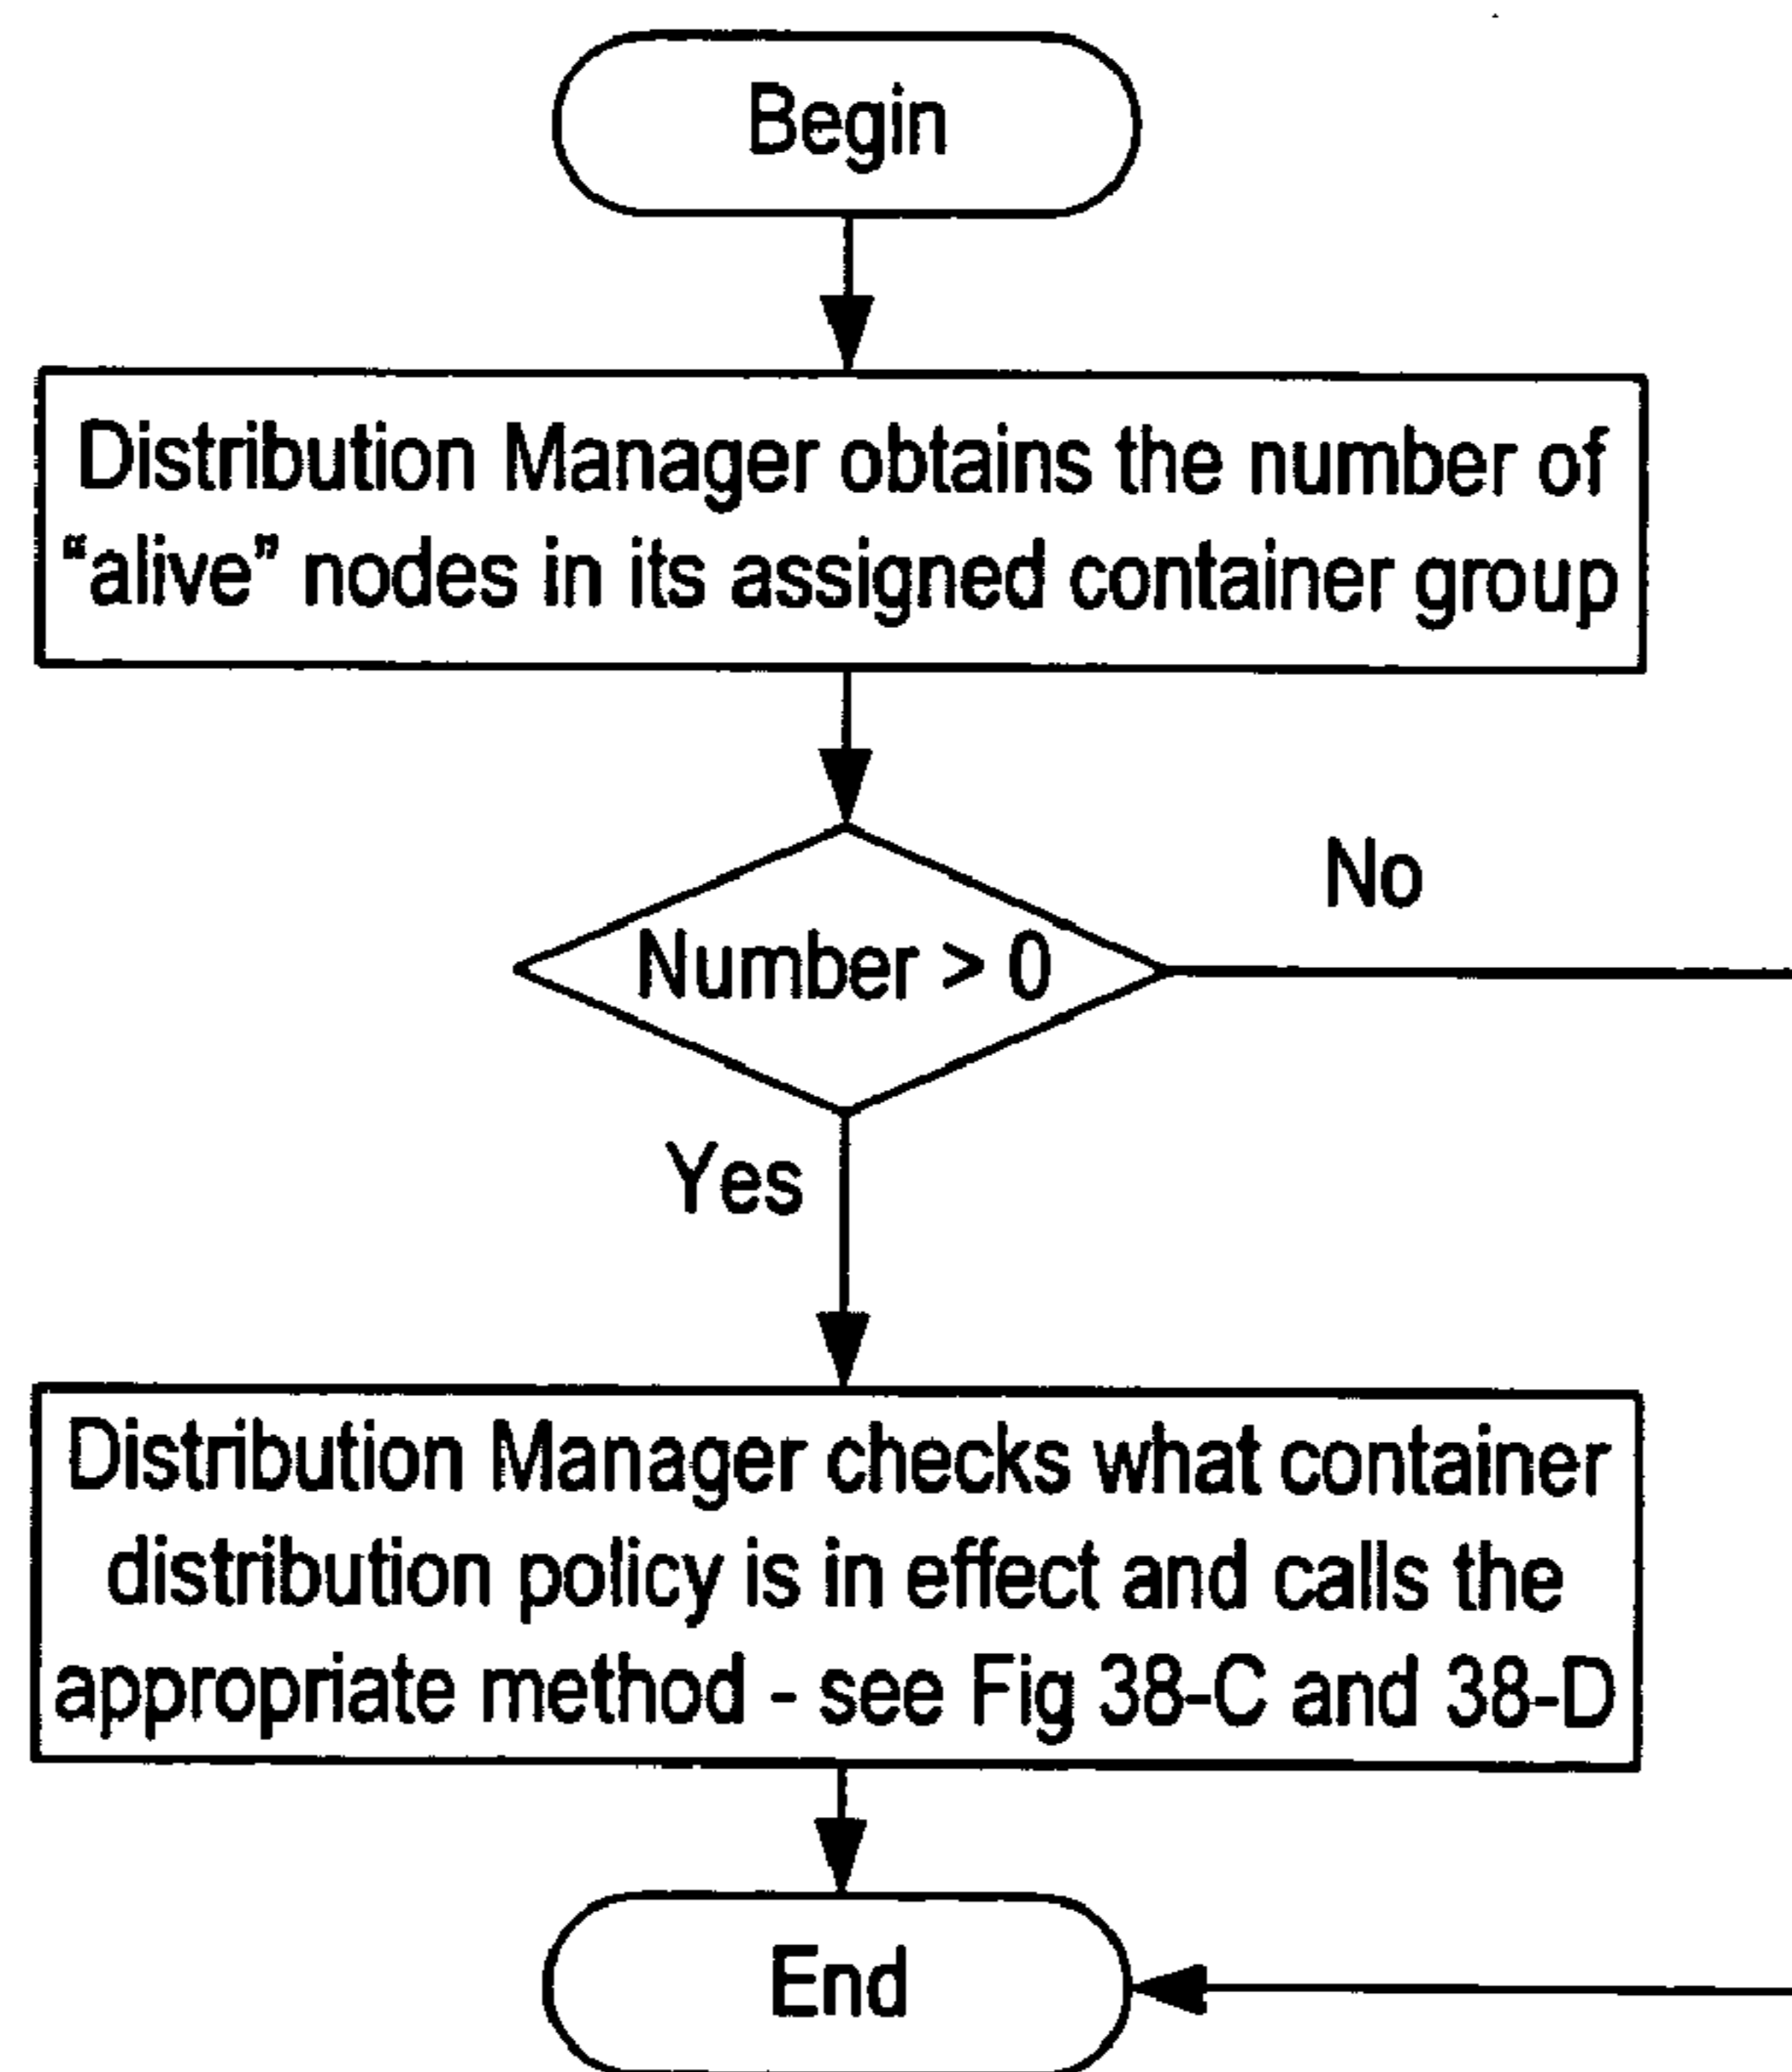 Begin
Distribution Manager obtains the number of
“alive” nodes in its assigned container group
No
Number > 0
Yes
Distribution Manager checks what container
distribution policy is in effect and calls the
appropriate method - see Fig 38-C and 38-D
End